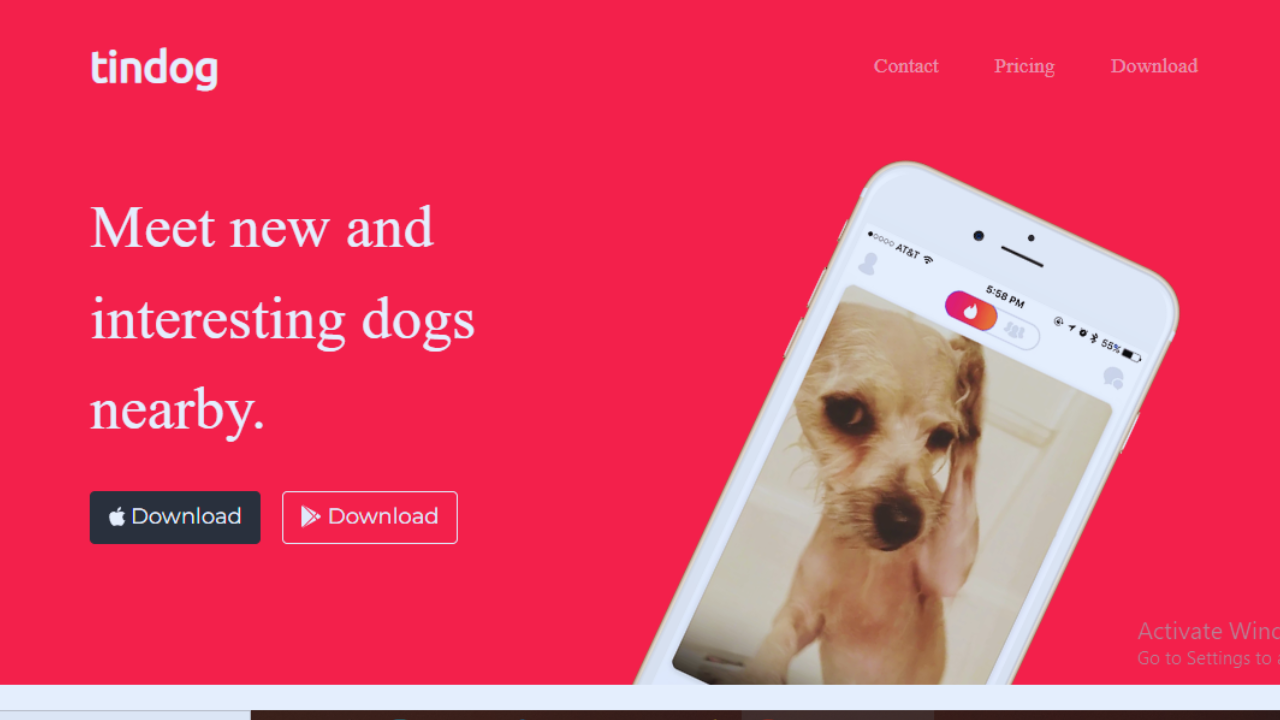 tindog
Contact Pricing Download
Meet new and
interesting dogs
nearby.
Download Download
AT&T
5:58 PM
55%
Activate
Go to Settings to